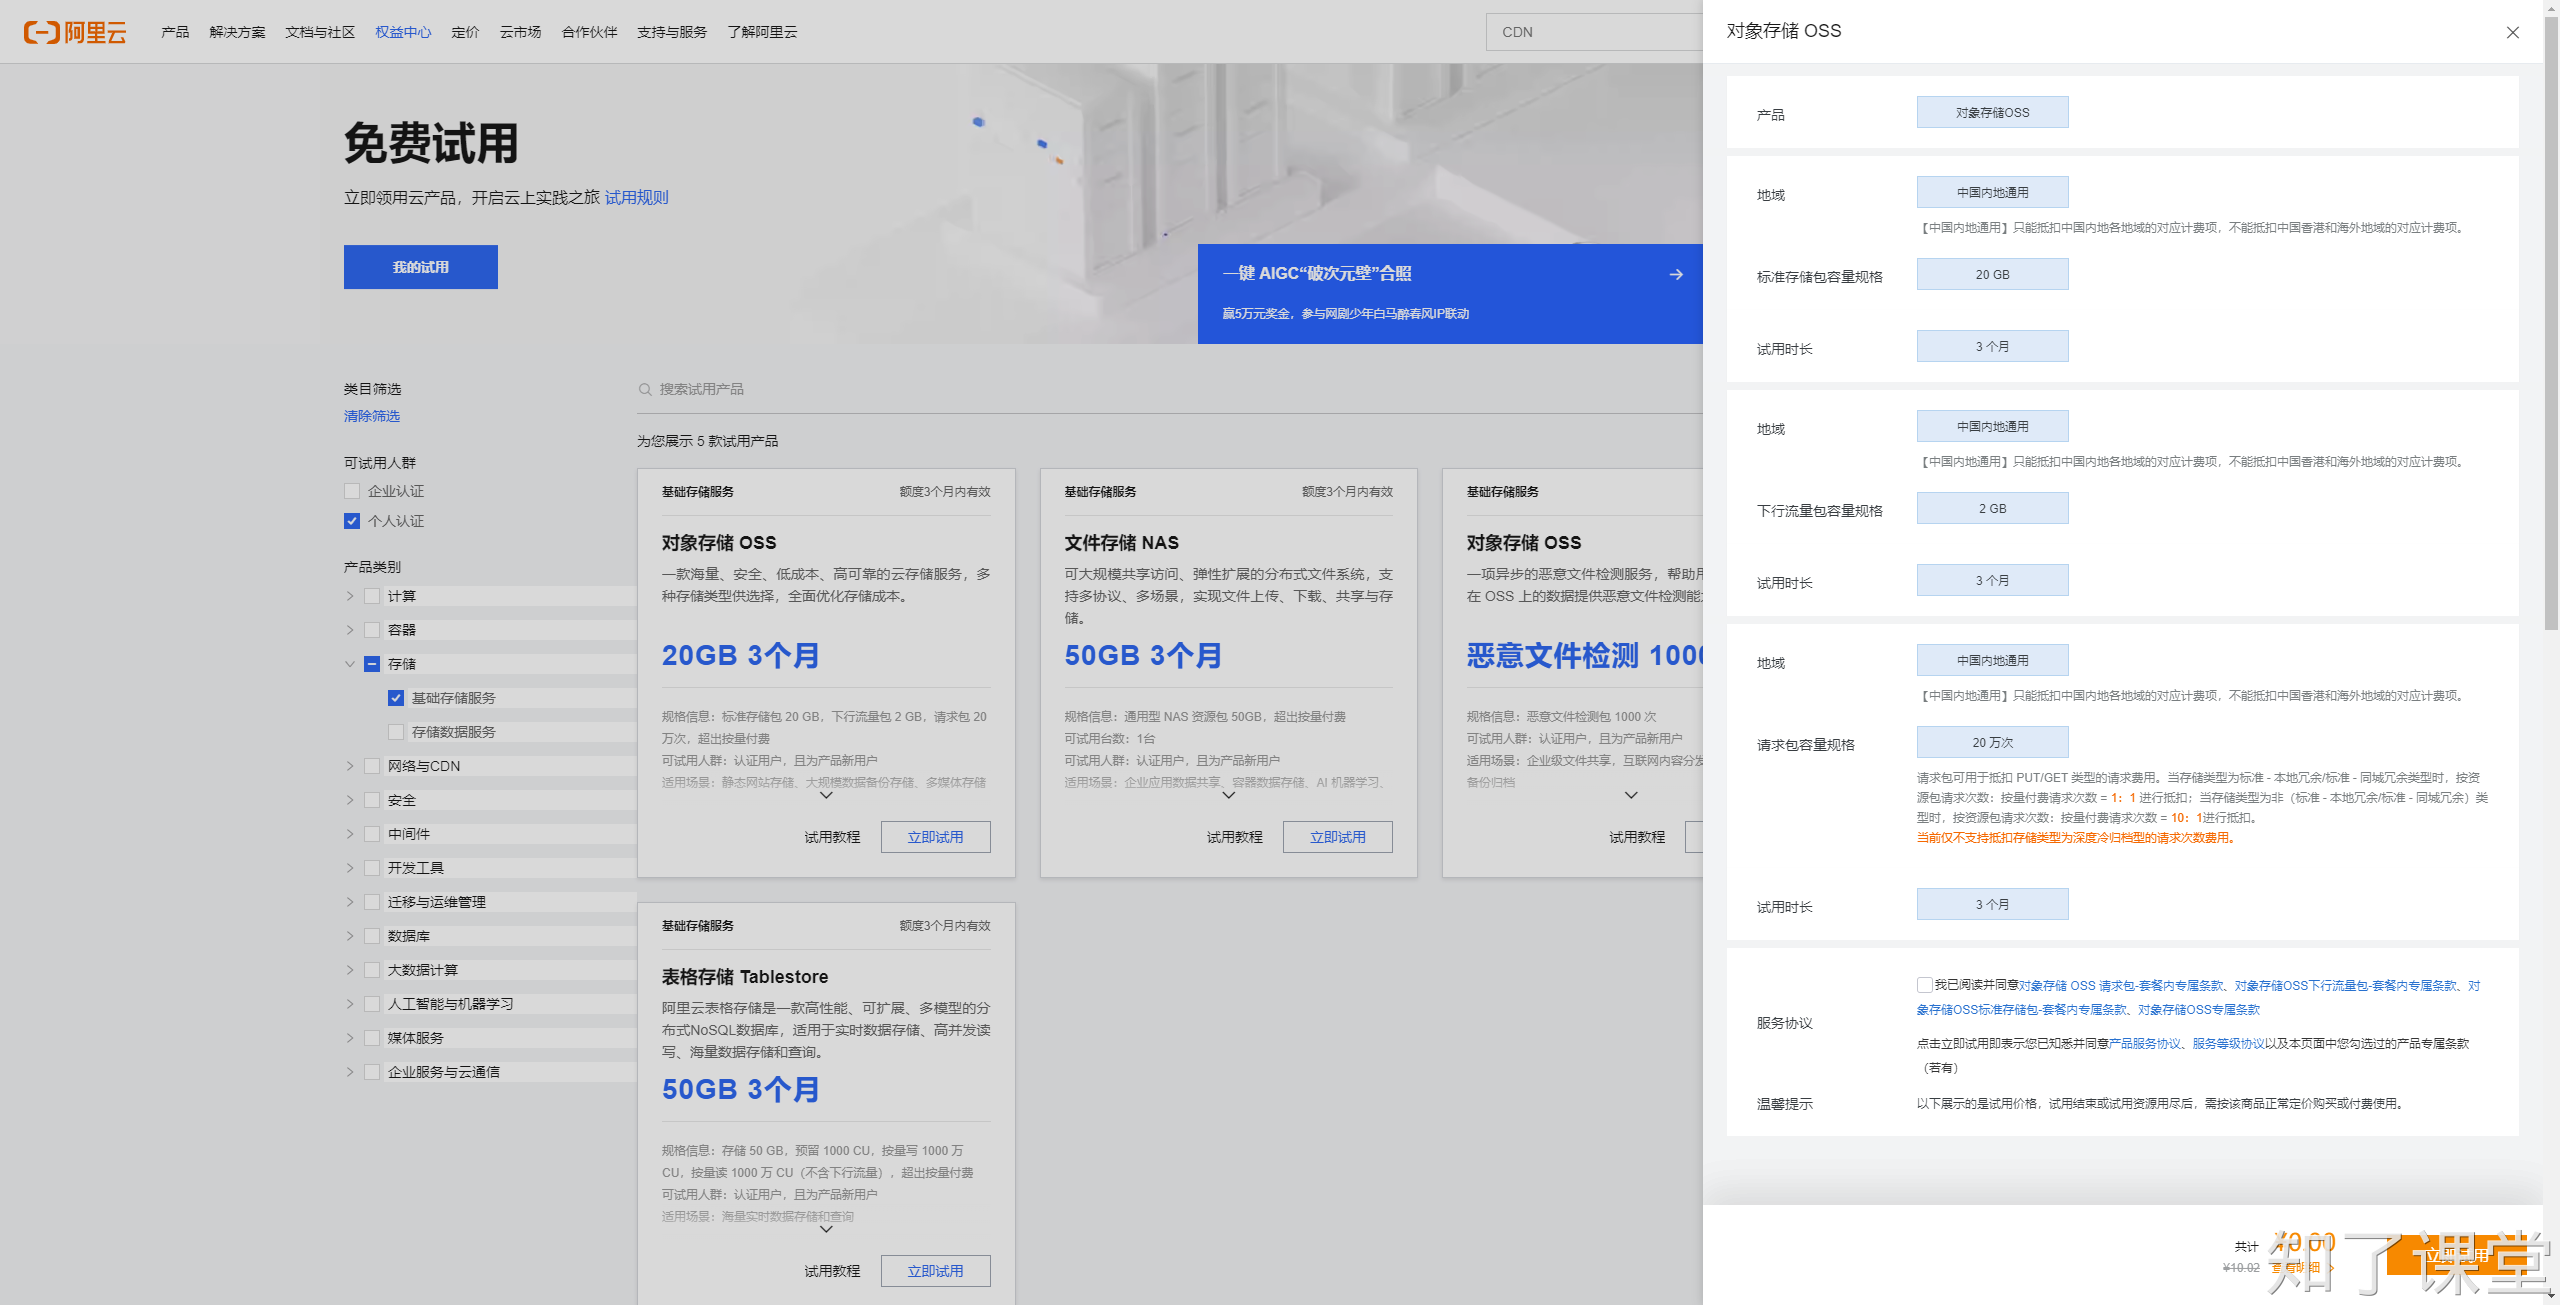 阿里云
产品 解决方案 文档与社区 权益中心 定价 云市场 合作伙伴 支持与服务 了解阿里云
CDN
免费试用
立即领用云产品，开启云上实践之旅 试用规则
我的试用
一键 AIGC“破次元壁”合照
赢5万元奖金，参与网剧少年白马醉春风IP联动
类目筛选
清除筛选
可试用人群
企业认证
个人认证
产品类别
计算
容器
存储
基础存储服务
存储数据服务
网络与CDN
安全
中间件
开发工具
迁移与运维管理
数据库
大数据计算
人工智能与机器学习
媒体服务
企业服务与云通信
搜索试用产品
为您展示 5 款试用产品
基础存储服务 额度3个月内有效
对象存储 OSS
一款海量、安全、低成本、高可靠的云存储服务，多
种存储类型供选择，全面优化存储成本。
20GB 3个月
规格信息：标准存储包 20 GB，下行流量包 2 GB，请求包 20
万次，超出按量付费
可试用人群：认证用户，且为产品新用户
适用场景：静态网站存储、大规模数据备份存储、多媒体存储
试用教程 立即试用
基础存储服务 额度3个月内有效
文件存储 NAS
可大规模共享访问、弹性扩展的分布式文件系统，支
持多协议、多场景，实现文件上传、下载、共享与存
储。
50GB 3个月
规格信息：通用型 NAS 资源包 50GB，超出按量付费
可试用台数：1台
可试用人群：认证用户，且为产品新用户
适用场景：企业应用数据共享、容器数据存储、AI 机器学习、
试用教程 立即试用
基础存储服务
对象存储 OSS
一项异步的恶意文件检测服务，帮助用
在 OSS 上的数据提供恶意文件检测能
恶意文件检测 1000
规格信息：恶意文件检测包 1000 次
可试用人群：认证用户，且为产品新用户
适用场景：企业级文件共享，互联网内容分发
备份归档
试用教程
基础存储服务 额度3个月内有效
表格存储 Tablestore
阿里云表格存储是一款高性能、可扩展、多模型的分
布式NoSQL数据库，适用于实时数据存储、高并发读
写、海量数据存储和查询。
50GB 3个月
规格信息：存储 50 GB，预留 1000 CU，按量写 1000 万
CU，按量读 1000 万 CU（不含下行流量），超出按量付费
可试用人群：认证用户，且为产品新用户
适用场景：海量实时数据存储和查询
试用教程 立即试用
对象存储 OSS
产品 对象存储OSS
地域 中国内地通用
【中国内地通用】只能抵扣中国内地各地域的对应计费项，不能抵扣中国香港和海外地域的对应计费项。
标准存储包容量规格 20 GB
试用时长 3 个月
地域 中国内地通用
【中国内地通用】只能抵扣中国内地各地域的对应计费项，不能抵扣中国香港和海外地域的对应计费项。
下行流量包容量规格 2 GB
试用时长 3 个月
地域 中国内地通用
【中国内地通用】只能抵扣中国内地各地域的对应计费项，不能抵扣中国香港和海外地域的对应计费项。
请求包容量规格 20 万次
请求包可用于抵扣 PUT/GET 类型的请求费用。当存储类型为标准 - 本地冗余/标准 - 同城冗余类型时，按资
源包请求次数：按量付费请求次数 = 1：1 进行抵扣；当存储类型为非（标准 - 本地冗余/标准 - 同城冗余）类
型时，按资源包请求次数：按量付费请求次数 = 10：1进行抵扣。
当前仅不支持抵扣存储类型为深度冷归档型的请求次数费用。
试用时长 3 个月
服务协议
我已阅读并同意对象存储 OSS 请求包-套餐内专属条款、对象存储OSS下行流量包-套餐内专属条款、对
象存储OSS标准存储包-套餐内专属条款、对象存储OSS专属条款
点击立即试用即表示您已知悉并同意产品服务协议、服务等级协议以及本页面中您勾选过的产品专属条款
（若有）
温馨提示 以下展示的是试用价格，试用结束或试用资源用尽后，需按该商品正常定价购买或付费使用。
共计 ¥0.00
¥10.02 查看明细
立即试用
知了课堂